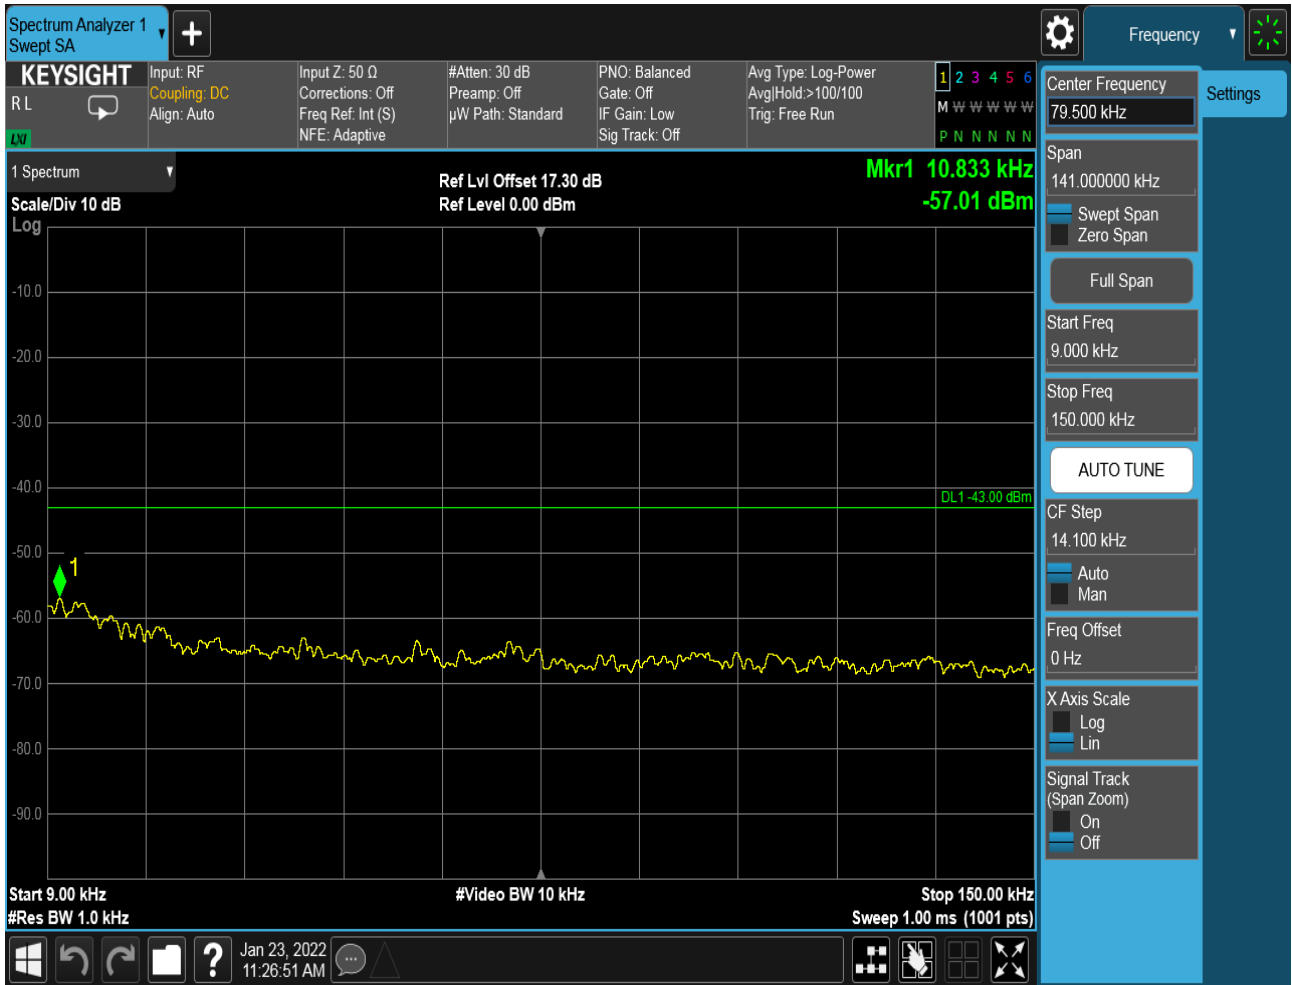 Spectrum Analyzer 1
Swept SA
Frequency
KEYSIGHT
R L
LXI
Input: RF
Coupling: DC
Align: Auto
Input Z: 50 Ω
Corrections: Off
Freq Ref: Int (S)
NFE: Adaptive
#Atten: 30 dB
Preamp: Off
µW Path: Standard
PNO: Balanced
Gate: Off
IF Gain: Low
Sig Track: Off
Avg Type: Log-Power
Avg|Hold:>100/100
Trig: Free Run
1 2 3 4 5 6
M W W W W W
P N N N N N
1 Spectrum
Scale/Div 10 dB
Log
Ref Lvl Offset 17.30 dB
Ref Level 0.00 dBm
Mkr1 10.833 kHz
-57.01 dBm
-10.0
-20.0
-30.0
-40.0
DL1 -43.00 dBm
-50.0
1
-60.0
-70.0
-80.0
-90.0
Start 9.00 kHz
#Res BW 1.0 kHz
#Video BW 10 kHz
Stop 150.00 kHz
Sweep 1.00 ms (1001 pts)
?
Jan 23, 2022
11:26:51 AM
Center Frequency
79.500 kHz
Settings
Span
141.000000 kHz
Swept Span
Zero Span
Full Span
Start Freq
9.000 kHz
Stop Freq
150.000 kHz
AUTO TUNE
CF Step
14.100 kHz
Auto
Man
Freq Offset
0 Hz
X Axis Scale
Log
Lin
Signal Track
(Span Zoom)
On
Off